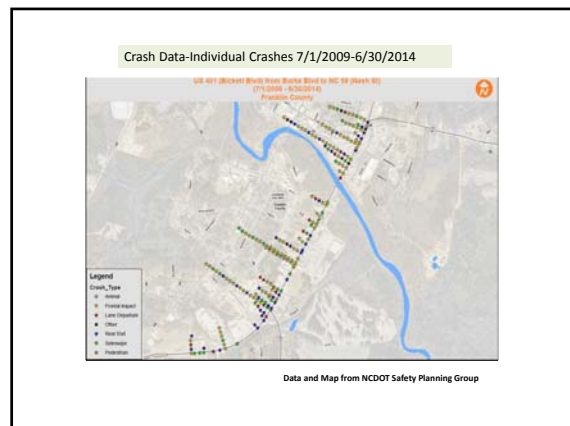 Crash Data-Individual Crashes 7/1/2009-6/30/2014
US 401 (Bickett Blvd) from Burke Blvd to NC 56 (Nash St)
(7/1/2009 - 6/30/2014)
Franklin County
N
Legend
Crash_Type
Animal
Frontal Impact
Lane Departure
Other
Rear End
Sideswipe
Pedestrian
Data and Map from NCDOT Safety Planning Group